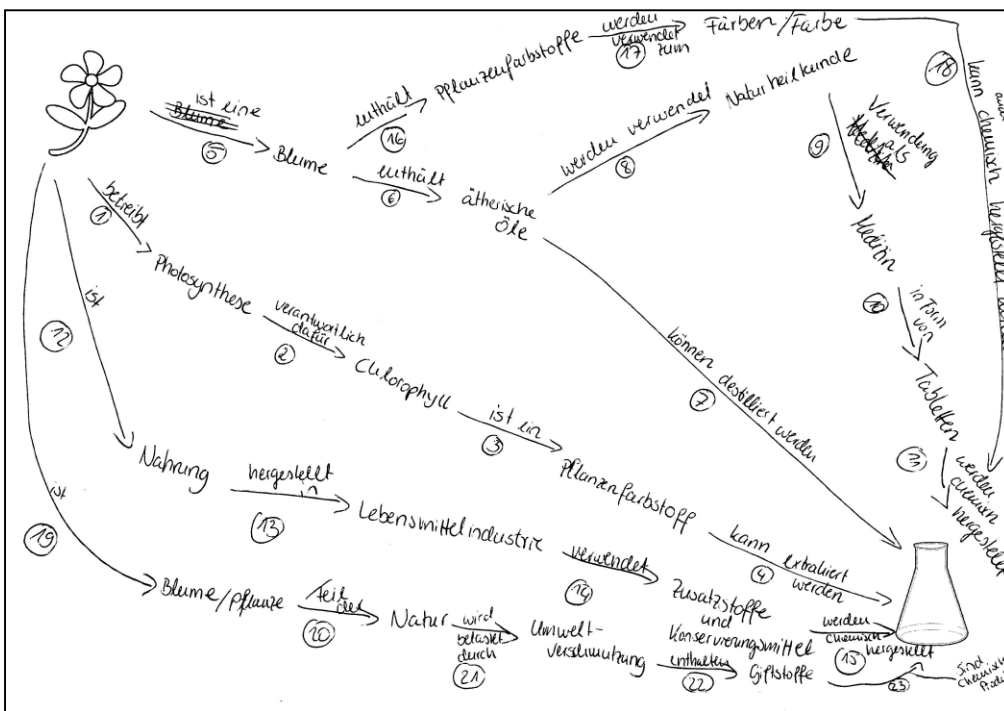 werden
verwendet
zum
17
Färben/Farbe
Pflanzenfarbstoffe
18
kann chemisch hergestellt
enthält
16
ist eine
Blume
5
Blume
werden verwendet
8
Naturheilkunde
9
Verwendung
als
enthält
6
ätherische
Öle
betreibt
1
Photosynthese
Medizin
10
in Form
von
ist
12
verantwortlich
dafür
2
Chlorophyll
können destilliert werden
7
Tabletten
11
werden
chemisch
hergestellt
ist ein
3
Pflanzenfarbstoff
Nahrung
hergestellt
in
13
Lebensmittelindustrie
kann extrahiert
werden
4
ist
19
verwendet
14
Zusatzstoffe
und
Konservierungsmittel
werden
chemisch
hergestellt
15
Blume/Pflanze
Teil
der
20
Natur
wird
belastet
durch
21
Umwelt-
verschmutzung
enthalten
22
Giftstoffe
23
sind